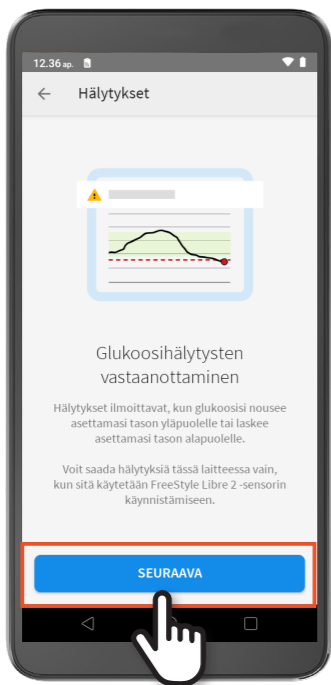 12.36 ap.
Hälytykset
Glukoosihälytysten
vastaanottaminen
Hälytykset ilmoittavat, kun glukoosisi nousee
asettamasi tason yläpuolelle tai laskee
asettamasi tason alapuolelle.
Voit saada hälytyksiä tässä laitteessa vain,
kun sitä käytetään FreeStyle Libre 2 -sensorin
käynnistämiseen.
SEURAAVA